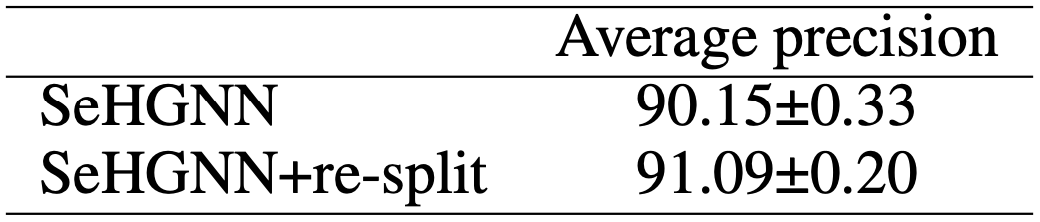 Average precision
SeHGNN 90.15±0.33
SeHGNN+re-split 91.09±0.20